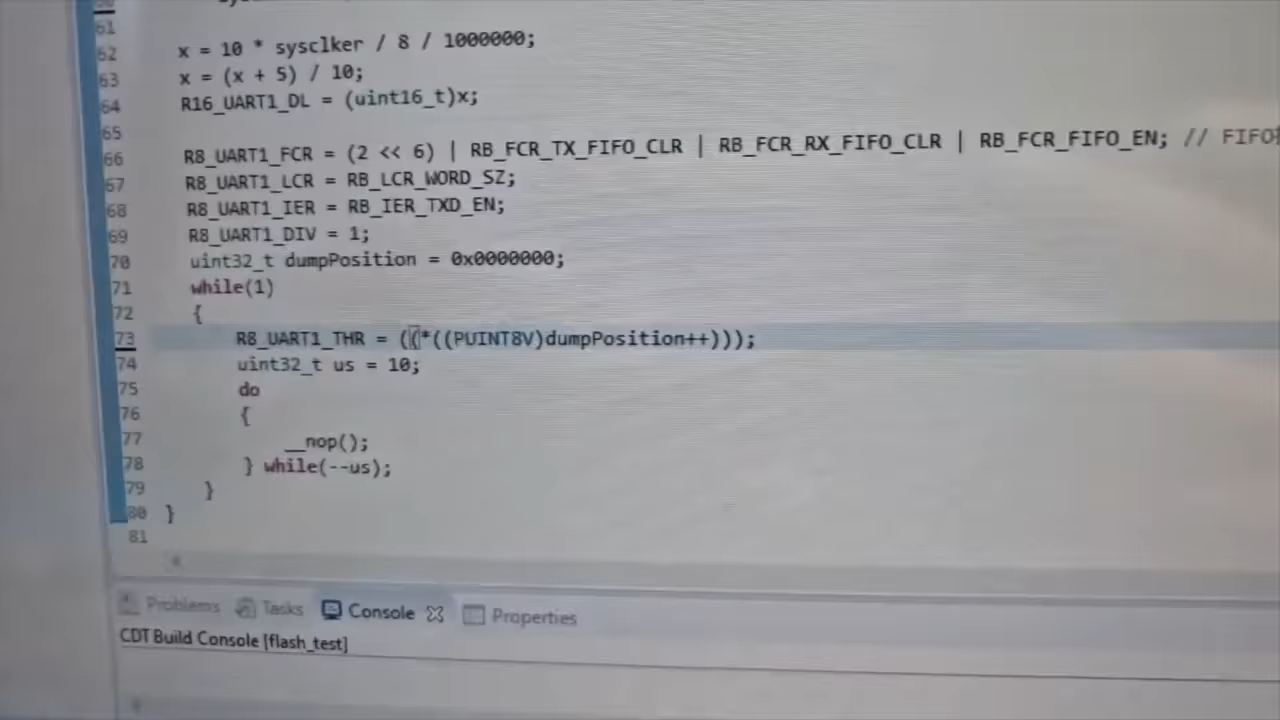 61
62 x = 10 * sysclker / 8 / 1000000;
63 x = (x + 5) / 10;
64 R16_UART1_DL = (uint16_t)x;
65
66 R8_UART1_FCR = (2 << 6) | RB_FCR_TX_FIFO_CLR | RB_FCR_RX_FIFO_CLR | RB_FCR_FIFO_EN; // FIFO
67 R8_UART1_LCR = RB_LCR_WORD_SZ;
68 R8_UART1_IER = RB_IER_TXD_EN;
69 R8_UART1_DIV = 1;
70 uint32_t dumpPosition = 0x0000000;
71 while(1)
72 {
73 R8_UART1_THR = ((*((PUINT8V)dumpPosition++)));
74 uint32_t us = 10;
75 do
76 {
77 __nop();
78 } while(--us);
79 }
80 }
81
Problems Tasks Console Properties
CDT Build Console [flash_test]